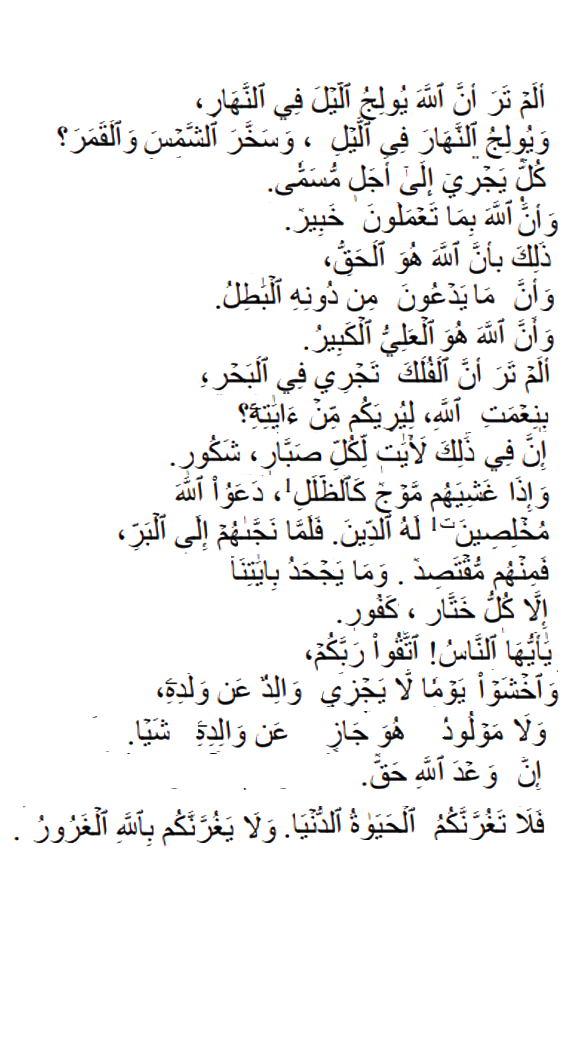 أَلَمۡ تَرَ أَنَّ ٱللَّهَ يُولِجُ ٱلَّيۡلَ فِي ٱلنَّهَارِ،
وَيُولِجُ ٱلنَّهَارَ فِي ٱلَّيۡلِ ، وَسَخَّرَ ٱلشَّمۡسَ وَٱلۡقَمَرَ؟
كُلّٞ يَجۡرِيٓ إِلَىٰٓ أَجَلٖ مُّسَمّٗى.
وَأَنَّ ٱللَّهَ بِمَا تَعۡمَلُونَ خَبِيرٞ.
ذَٰلِكَ بِأَنَّ ٱللَّهَ هُوَ ٱلۡحَقُّ،
وَأَنَّ مَا يَدۡعُونَ مِن دُونِهِ ٱلۡبَٰطِلُ.
وَأَنَّ ٱللَّهَ هُوَ ٱلۡعَلِيُّ ٱلۡكَبِيرُ.
أَلَمۡ تَرَ أَنَّ ٱلۡفُلۡكَ تَجۡرِي فِي ٱلۡبَحۡرِ،
بِنِعۡمَتِ ٱللَّهِ، لِيُرِيَكُم مِّنۡ ءَايَٰتِهِۦٓ؟
إِنَّ فِي ذَٰلِكَ لَأٓيَٰتٖ لِّكُلِّ صَبَّارٖ، شَكُورٖ.
وَإِذَا غَشِيَهُم مَّوۡجٞ كَٱلظُّلَلِ1، دَعَوُاْ ٱللَّهَ
مُخۡلِصِينَت1 لَهُ ٱلدِّينَ. فَلَمَّا نَجَّىٰهُمۡ إِلَى ٱلۡبَرِّ،
فَمِنۡهُم مُّقۡتَصِدٞ . وَمَا يَجۡحَدُ بِـَٔايَٰتِنَآ
إِلَّا كُلُّ خَتَّارٖ ، كَفُورٖ.
يَٰٓأَيُّهَا ٱلنَّاسُ! ٱتَّقُواْ رَبَّكُمۡ،
وَٱخۡشَوۡاْ يَوۡمٗا لَّا يَجۡزِي وَالِدٌ عَن وَلَدِهِۦ،
وَلَا مَوۡلُودٌ هُوَ جَازٍ عَن وَالِدِهِۦ شَيۡـًٔا.
إِنَّ وَعۡدَ ٱللَّهِ حَقّٞ.
فَلَا تَغُرَّنَّكُمُ ٱلۡحَيَوٰةُ ٱلدُّنۡيَا. وَلَا يَغُرَّنَّكُم بِٱللَّهِ ٱلۡغَرُورُ .